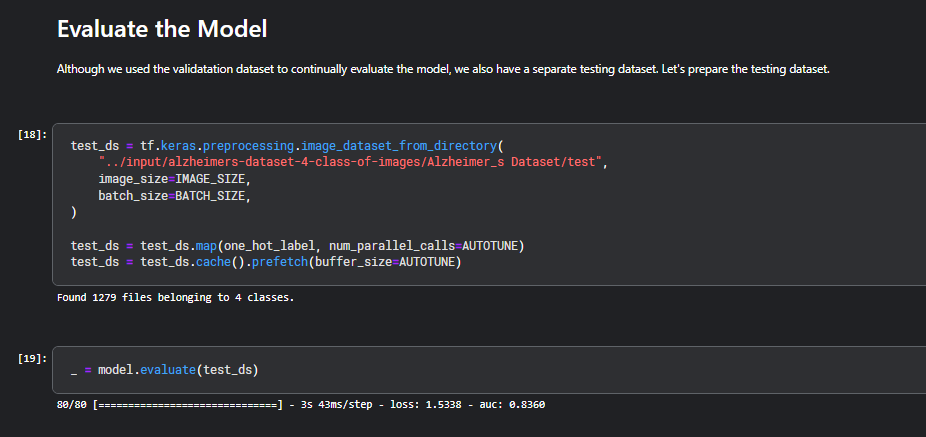 Evaluate the Model
Although we used the validatation dataset to continually evaluate the model, we also have a separate testing dataset. Let's prepare the testing dataset.
[18]:
test_ds = tf.keras.preprocessing.image_dataset_from_directory(
    "../input/alzheimers-dataset-4-class-of-images/Alzheimer_s Dataset/test",
    image_size=IMAGE_SIZE,
    batch_size=BATCH_SIZE,
)
test_ds = test_ds.map(one_hot_label, num_parallel_calls=AUTOTUNE)
test_ds = test_ds.cache().prefetch(buffer_size=AUTOTUNE)
Found 1279 files belonging to 4 classes.
[19]:
_ = model.evaluate(test_ds)
80/80 [==============================] - 3s 43ms/step - loss: 1.5338 - auc: 0.8360